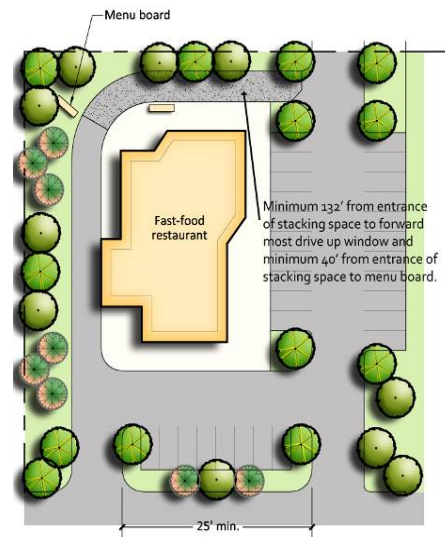 Menu board
Fast-food
restaurant
Minimum 132' from entrance
of stacking space to forward
most drive up window and
minimum 40' from entrance of
stacking space to menu board.
25' min.